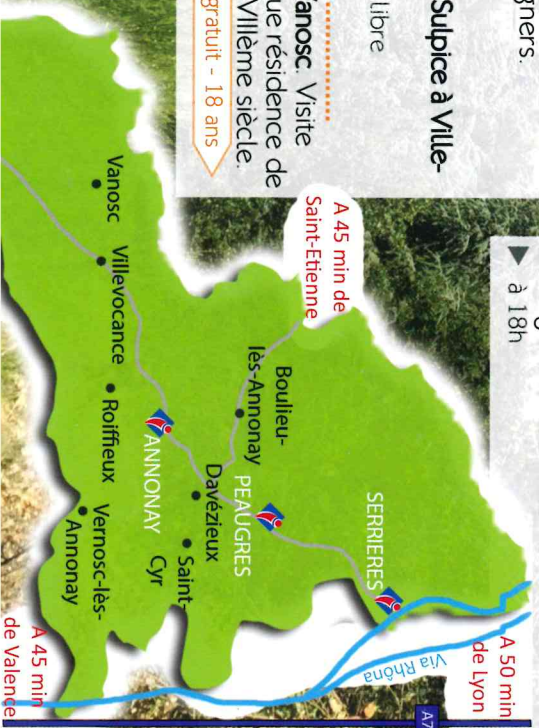 gners.
Sulpice à Ville-
libre
anosc. Visite
ue résidence de
VIIIème siècle.
gratuit - 18 ans
à 18h
A 45 min de
Saint-Etienne
A 50 min
de Lyon
Via Rhôna
A7
SERRIERES
PEAUGRES
Boulieu-
lès-Annonay
Davézieux
Saint-
Cyr
ANNONAY
Vanosc
Villevocance
Roiffieux
Vernosc-lès-
Annonay
A 45 min
de Valence